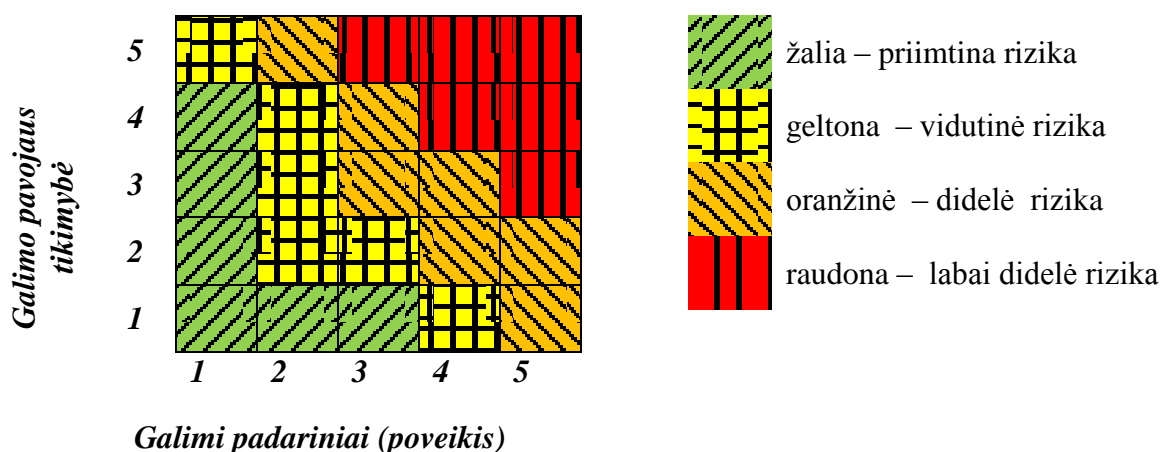 Galimo pavojaus
tikimybė
5
4
3
2
1
1 2 3 4 5
Galimi padariniai (poveikis)
žalia – priimtina rizika
geltona – vidutinė rizika
oranžinė – didelė rizika
raudona – labai didelė rizika